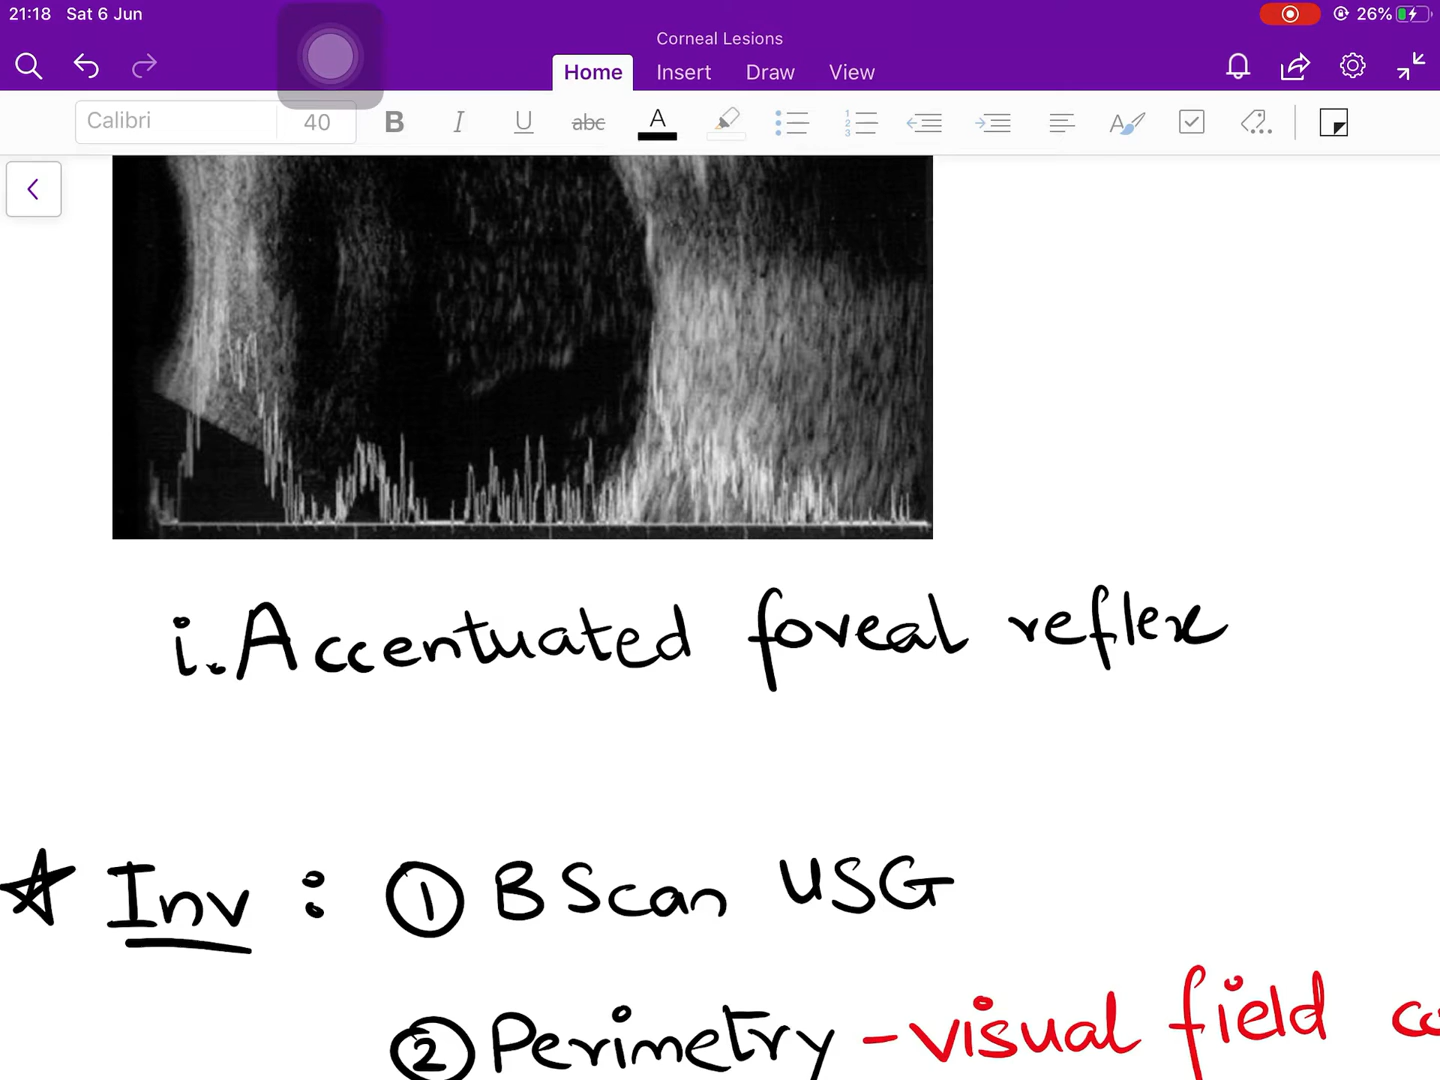 21:18 Sat 6 Jun 26%
Corneal Lesions
Home Insert Draw View
Calibri 40 B I U abc A
i. Accentuated foveal reflex
Inv : ① B Scan USG
② Perimetry - visual field